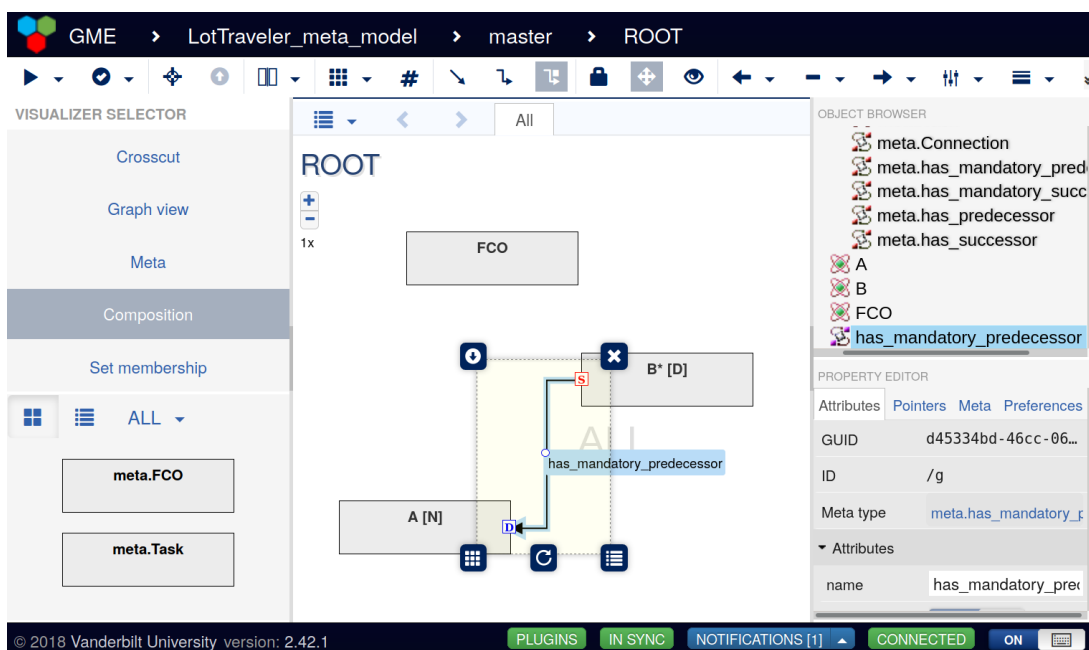 GME › LotTraveler_meta_model › master › ROOT
VISUALIZER SELECTOR
Crosscut
Graph view
Meta
Composition
Set membership
ALL
meta.FCO
meta.Task
All
ROOT
1x
FCO
B* [D]
S
ALL
has_mandatory_predecessor
A [N]
D
OBJECT BROWSER
meta.Connection
meta.has_mandatory_pred
meta.has_mandatory_succ
meta.has_predecessor
meta.has_successor
A
B
FCO
has_mandatory_predecessor
PROPERTY EDITOR
Attributes Pointers Meta Preferences
GUID d45334bd-46cc-06…
ID /g
Meta type meta.has_mandatory_p
Attributes
name has_mandatory_pred
© 2018 Vanderbilt University version: 2.42.1
PLUGINS IN SYNC NOTIFICATIONS [1] CONNECTED ON